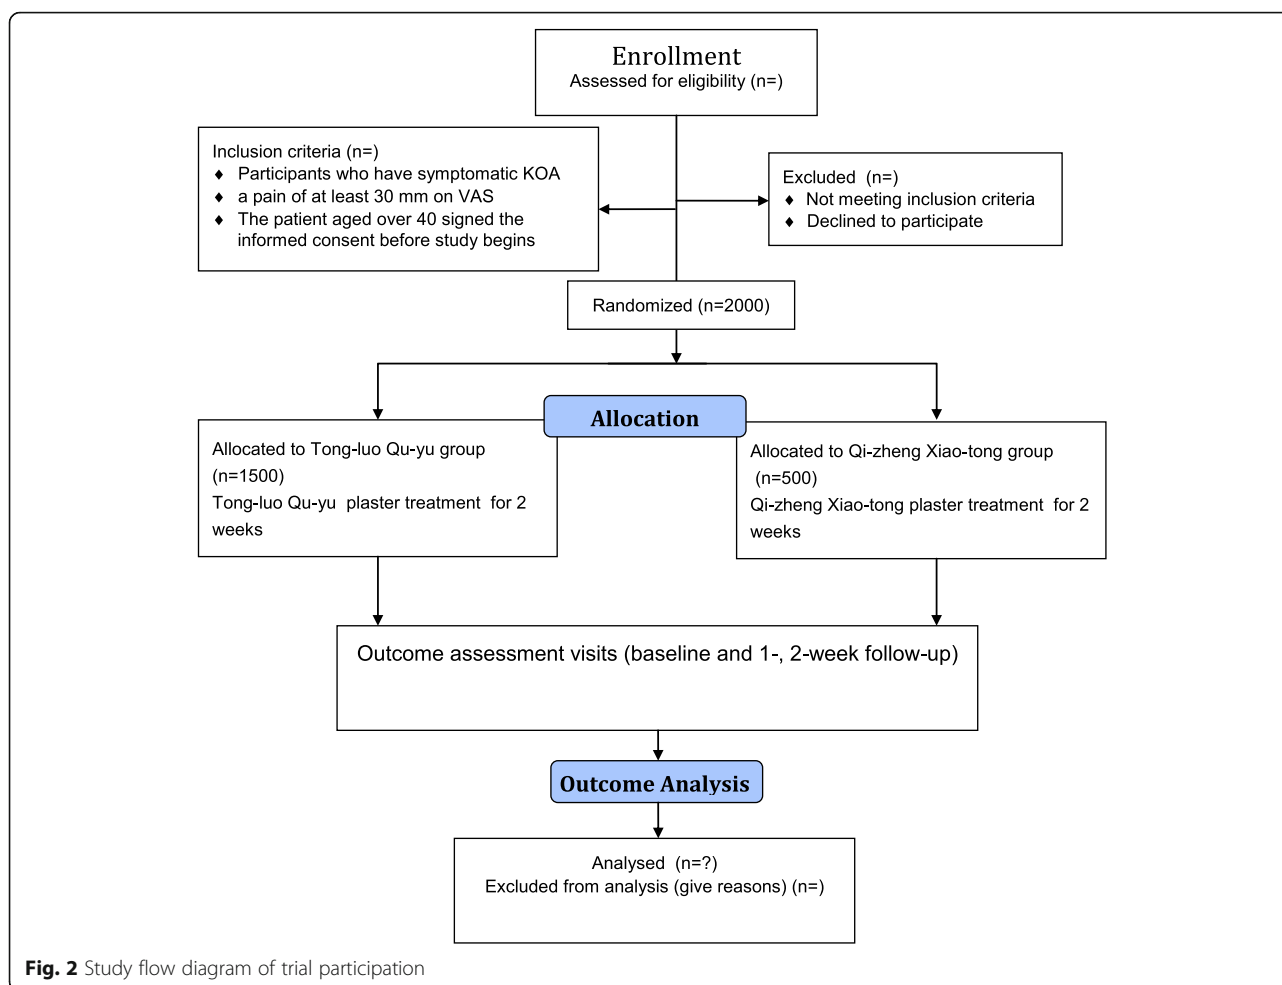 Enrollment
Assessed for eligibility (n=)
Inclusion criteria (n=)
♦ Participants who have symptomatic KOA
♦ a pain of at least 30 mm on VAS
♦ The patient aged over 40 signed the
informed consent before study begins
Excluded (n=)
♦ Not meeting inclusion criteria
♦ Declined to participate
Randomized (n=2000)
Allocation
Allocated to Tong-luo Qu-yu group
(n=1500)
Tong-luo Qu-yu plaster treatment for 2
weeks
Allocated to Qi-zheng Xiao-tong group
(n=500)
Qi-zheng Xiao-tong plaster treatment for 2
weeks
Outcome assessment visits (baseline and 1-, 2-week follow-up)
Outcome Analysis
Analysed (n=?)
Excluded from analysis (give reasons) (n=)
Fig. 2 Study flow diagram of trial participation